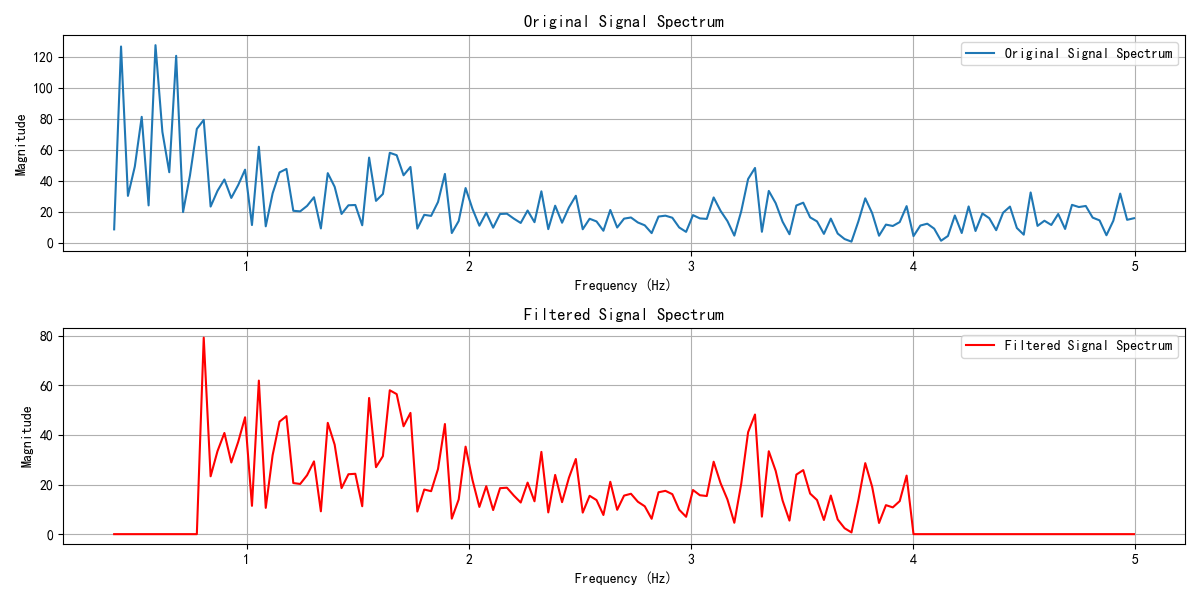 Original Signal Spectrum
Original Signal Spectrum
Magnitude
120
100
80
60
40
20
0
1
2
3
4
5
Frequency (Hz)
Filtered Signal Spectrum
Filtered Signal Spectrum
Magnitude
80
60
40
20
0
1
2
3
4
5
Frequency (Hz)